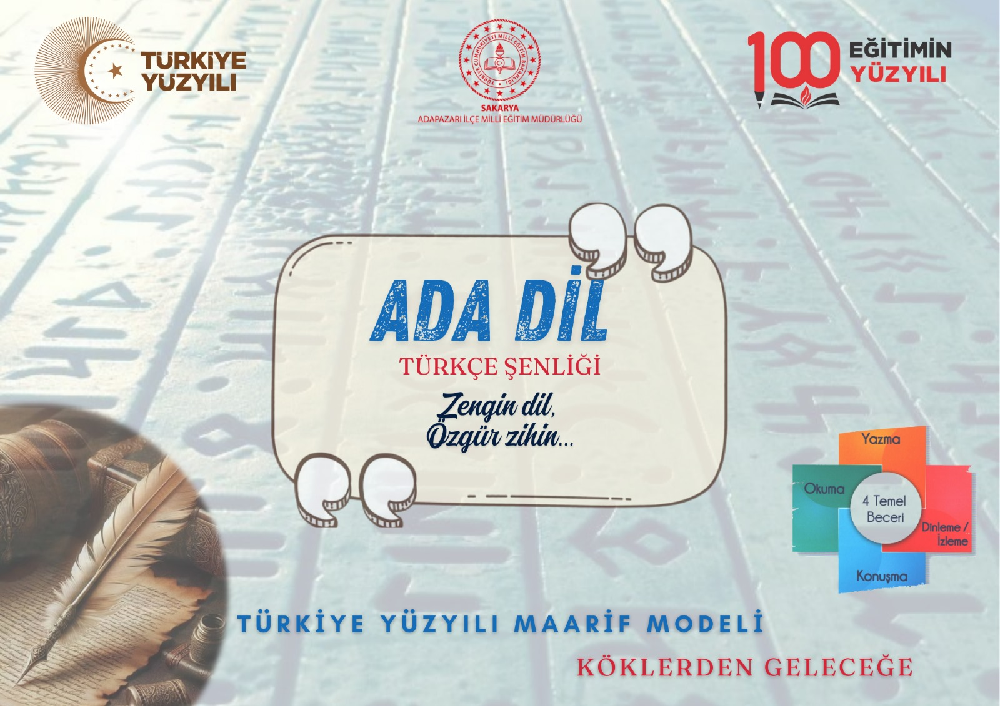 TÜRKİYE
YÜZYILI
TÜRKİYE CUMHURİYETİ MİLLÎ EĞİTİM BAKANLIĞI
SAKARYA
ADAPAZARI İLÇE MİLLÎ EĞİTİM MÜDÜRLÜĞÜ
100
EĞİTİMİN
YÜZYILI
ADA DİL
TÜRKÇE ŞENLİĞİ
Zengin dil,
Özgür zihin...
Yazma
Okuma
4 Temel
Beceri
Dinleme /
İzleme
Konuşma
TÜRKİYE YÜZYILI MAARİF MODELİ
KÖKLERDEN GELECEĞE